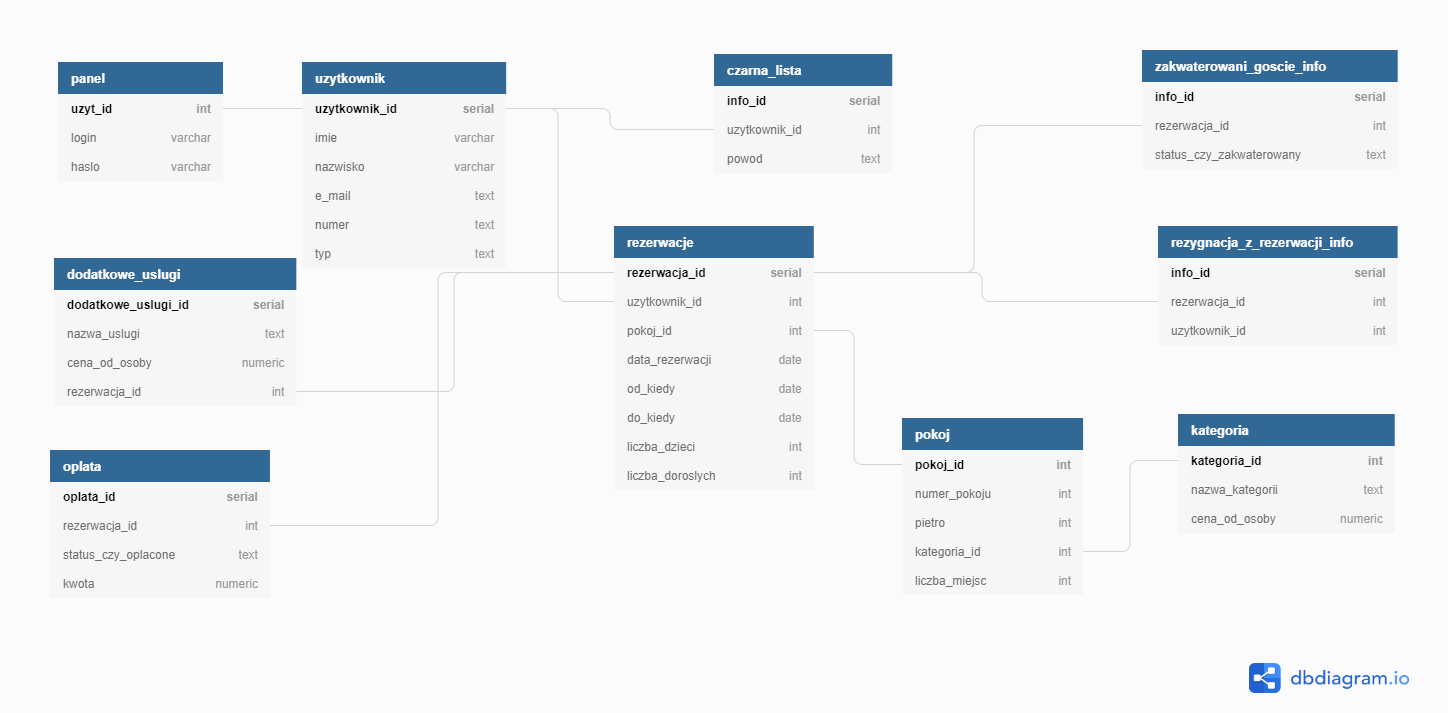 panel
uzyt_id int
login varchar
haslo varchar
uzytkownik
uzytkownik_id serial
imie varchar
nazwisko varchar
e_mail text
numer text
typ text
czarna_lista
info_id serial
uzytkownik_id int
powod text
zakwaterowani_goscie_info
info_id serial
rezerwacja_id int
status_czy_zakwaterowany text
dodatkowe_uslugi
dodatkowe_uslugi_id serial
nazwa_uslugi text
cena_od_osoby numeric
rezerwacja_id int
rezerwacje
rezerwacja_id serial
uzytkownik_id int
pokoj_id int
data_rezerwacji date
od_kiedy date
do_kiedy date
liczba_dzieci int
liczba_doroslych int
rezygnacja_z_rezerwacji_info
info_id serial
rezerwacja_id int
uzytkownik_id int
oplata
oplata_id serial
rezerwacja_id int
status_czy_oplacone text
kwota numeric
pokoj
pokoj_id int
numer_pokoju int
pietro int
kategoria_id int
liczba_miejsc int
kategoria
kategoria_id int
nazwa_kategorii text
cena_od_osoby numeric
dbdiagram.io